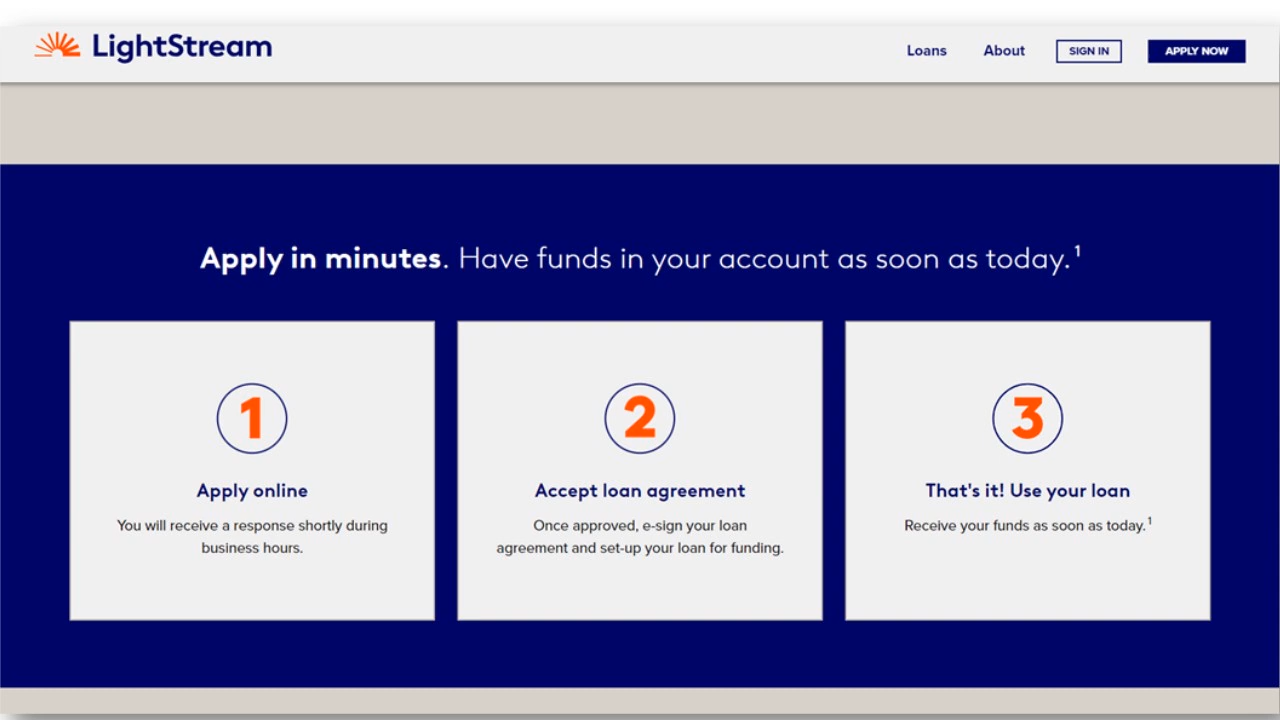 LightStream
Loans
About
SIGN IN
APPLY NOW
Apply in minutes. Have funds in your account as soon as today.¹
1
Apply online
You will receive a response shortly during
business hours.
2
Accept loan agreement
Once approved, e-sign your loan
agreement and set-up your loan for funding.
3
That's it! Use your loan
Receive your funds as soon as today.¹